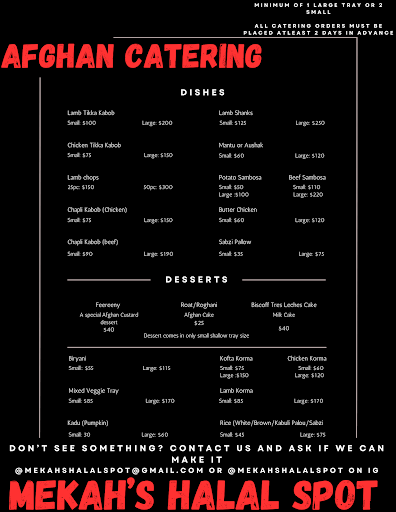 MINIMUM OF 1 LARGE TRAY OR 2
SMALL
ALL CATERING ORDERS MUST BE
PLACED ATLEAST 2 DAYS IN ADVANCE
AFGHAN CATERING
DISHES
Lamb Tikka Kabob
Small: $100 Large: $200
Lamb Shanks
Small: $125 Large: $250
Chicken Tikka Kabob
Small: $75 Large: $150
Mantu or Aushak
Small: $60 Large: $120
Lamb chops
25pc: $150 50pc: $300
Potato Sambosa
Small: $50
Large :$100
Beef Sambosa
Small: $110
Large: $220
Chapli Kabob (Chicken)
Small: $75 Large: $150
Butter Chicken
Small: $60 Large: $120
Chapli Kabob (beef)
Small: $90 Large: $190
Sabzi Pallow
Small: $35 Large: $75
DESSERTS
Feereeny
A special Afghan Custard
dessert
$40
Roat/Roghani
Afghan Cake
$25
Biscoff Tres Leches Cake
Milk Cake
$40
Dessert comes in only small shallow tray size
Biryani
Small: $55 Large: $115
Kofta Korma
Small: $75
Large :$150
Chicken Korma
Small: $60
Large: $120
Mixed Veggie Tray
Small: $85 Large: $170
Lamb Korma
Small: $85 Large: $170
Kadu (Pumpkin)
Small: 30 Large: $60
Rice (White/Brown/Kabuli Palou/Sabzi
Small: $45 Large: $75
DON'T SEE SOMETHING? CONTACT US AND ASK IF WE CAN
MAKE IT
@MEKAHSHALALSPOT@GMAIL.COM OR @MEKAHSHALALSPOT ON IG
MEKAH'S HALAL SPOT